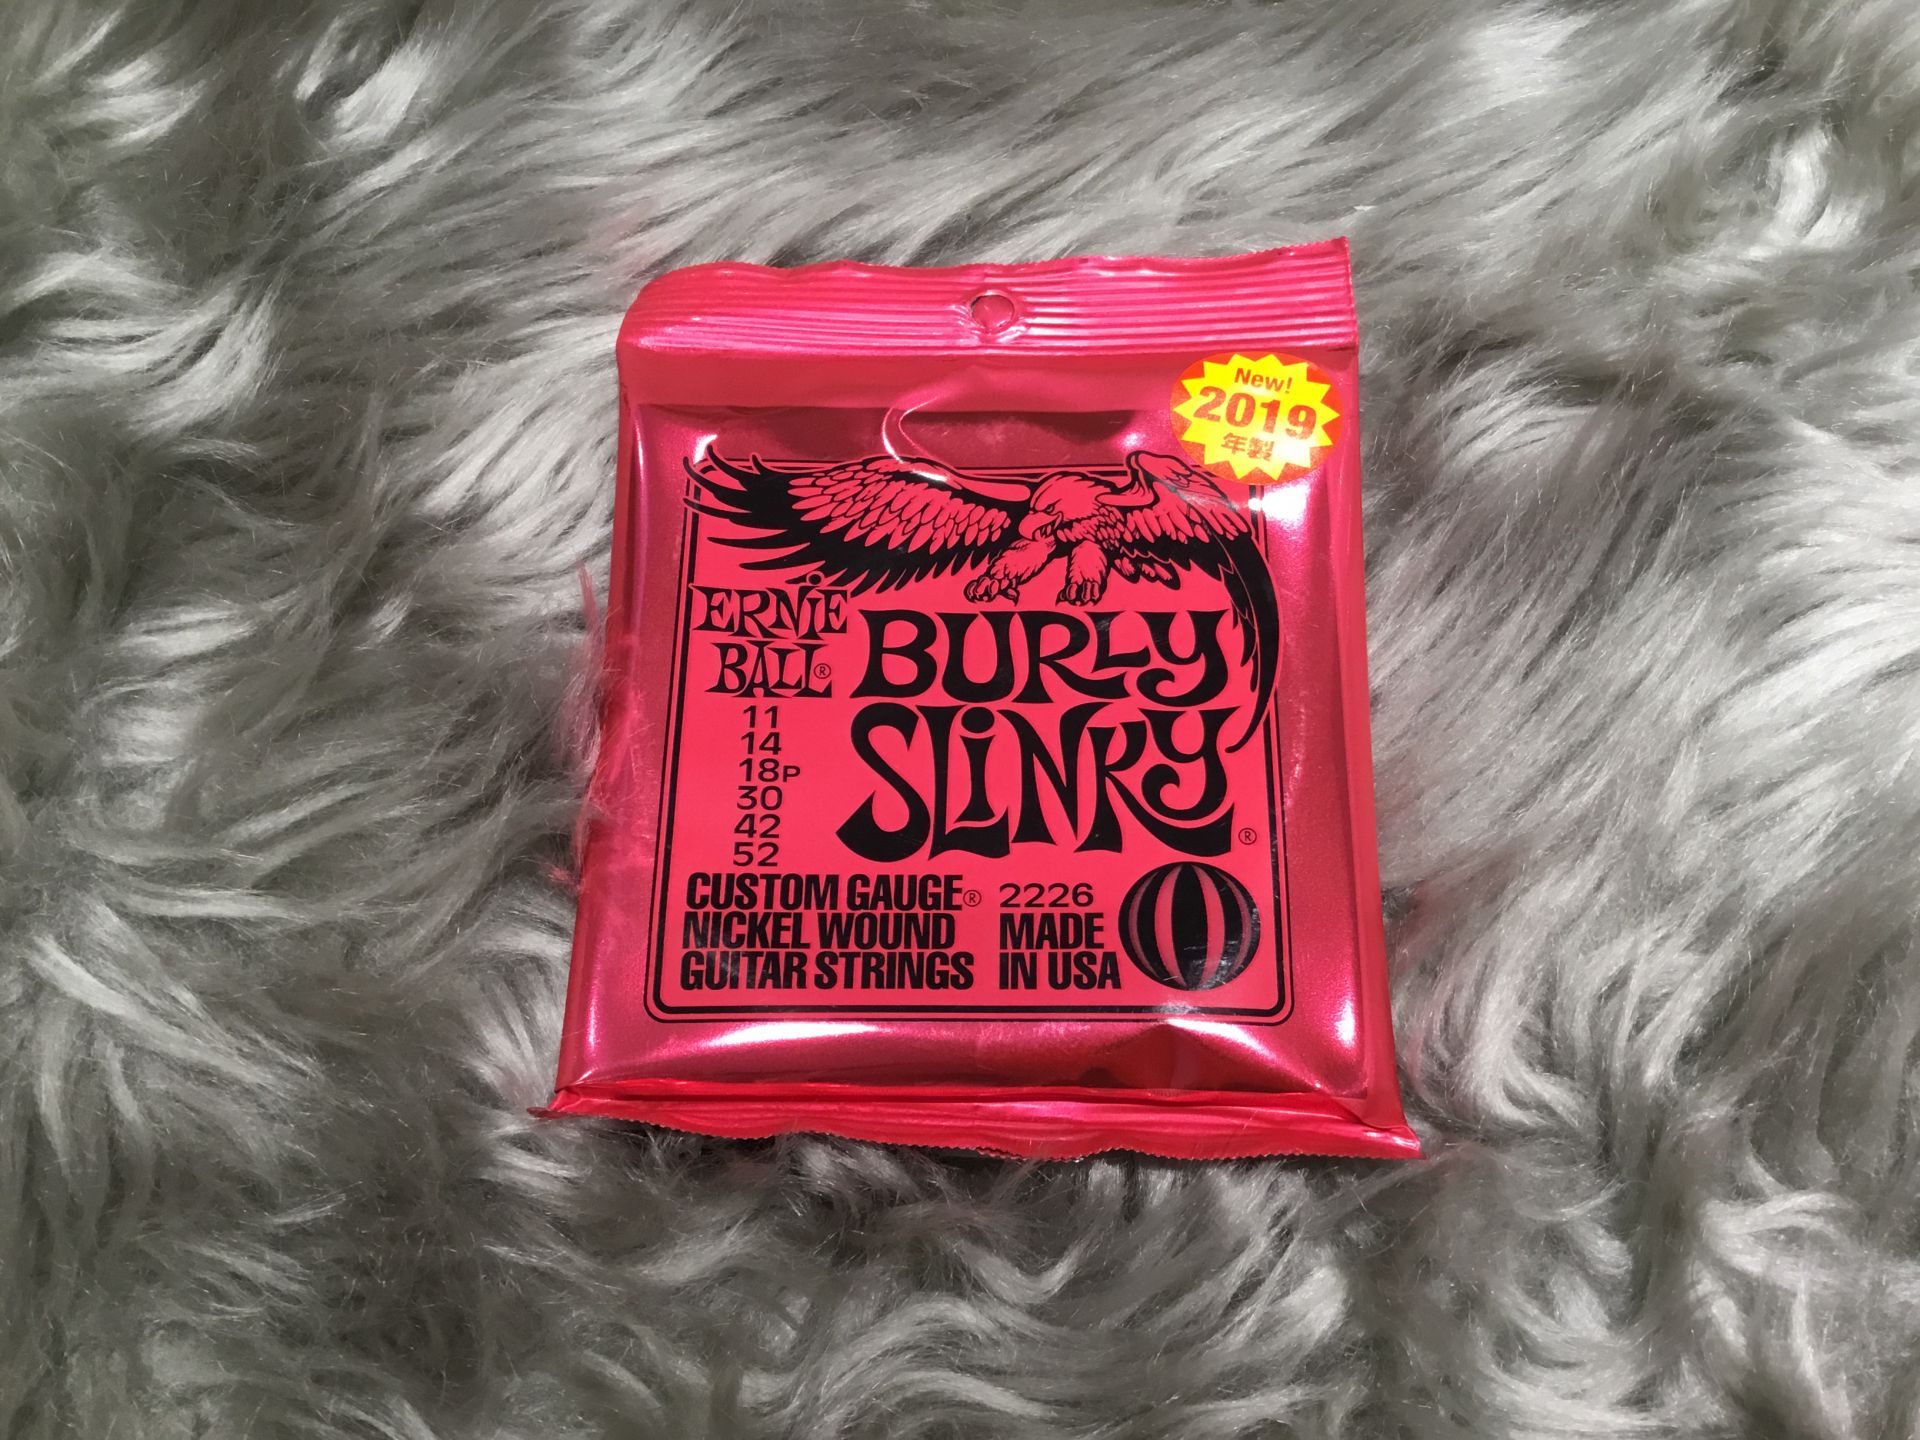 New!
2019
年製
ERNIE
BALL®
BURLY
SLINKY®
11
14
18P
30
42
52
CUSTOM GAUGE®
NICKEL WOUND
GUITAR STRINGS
2226
MADE
IN USA